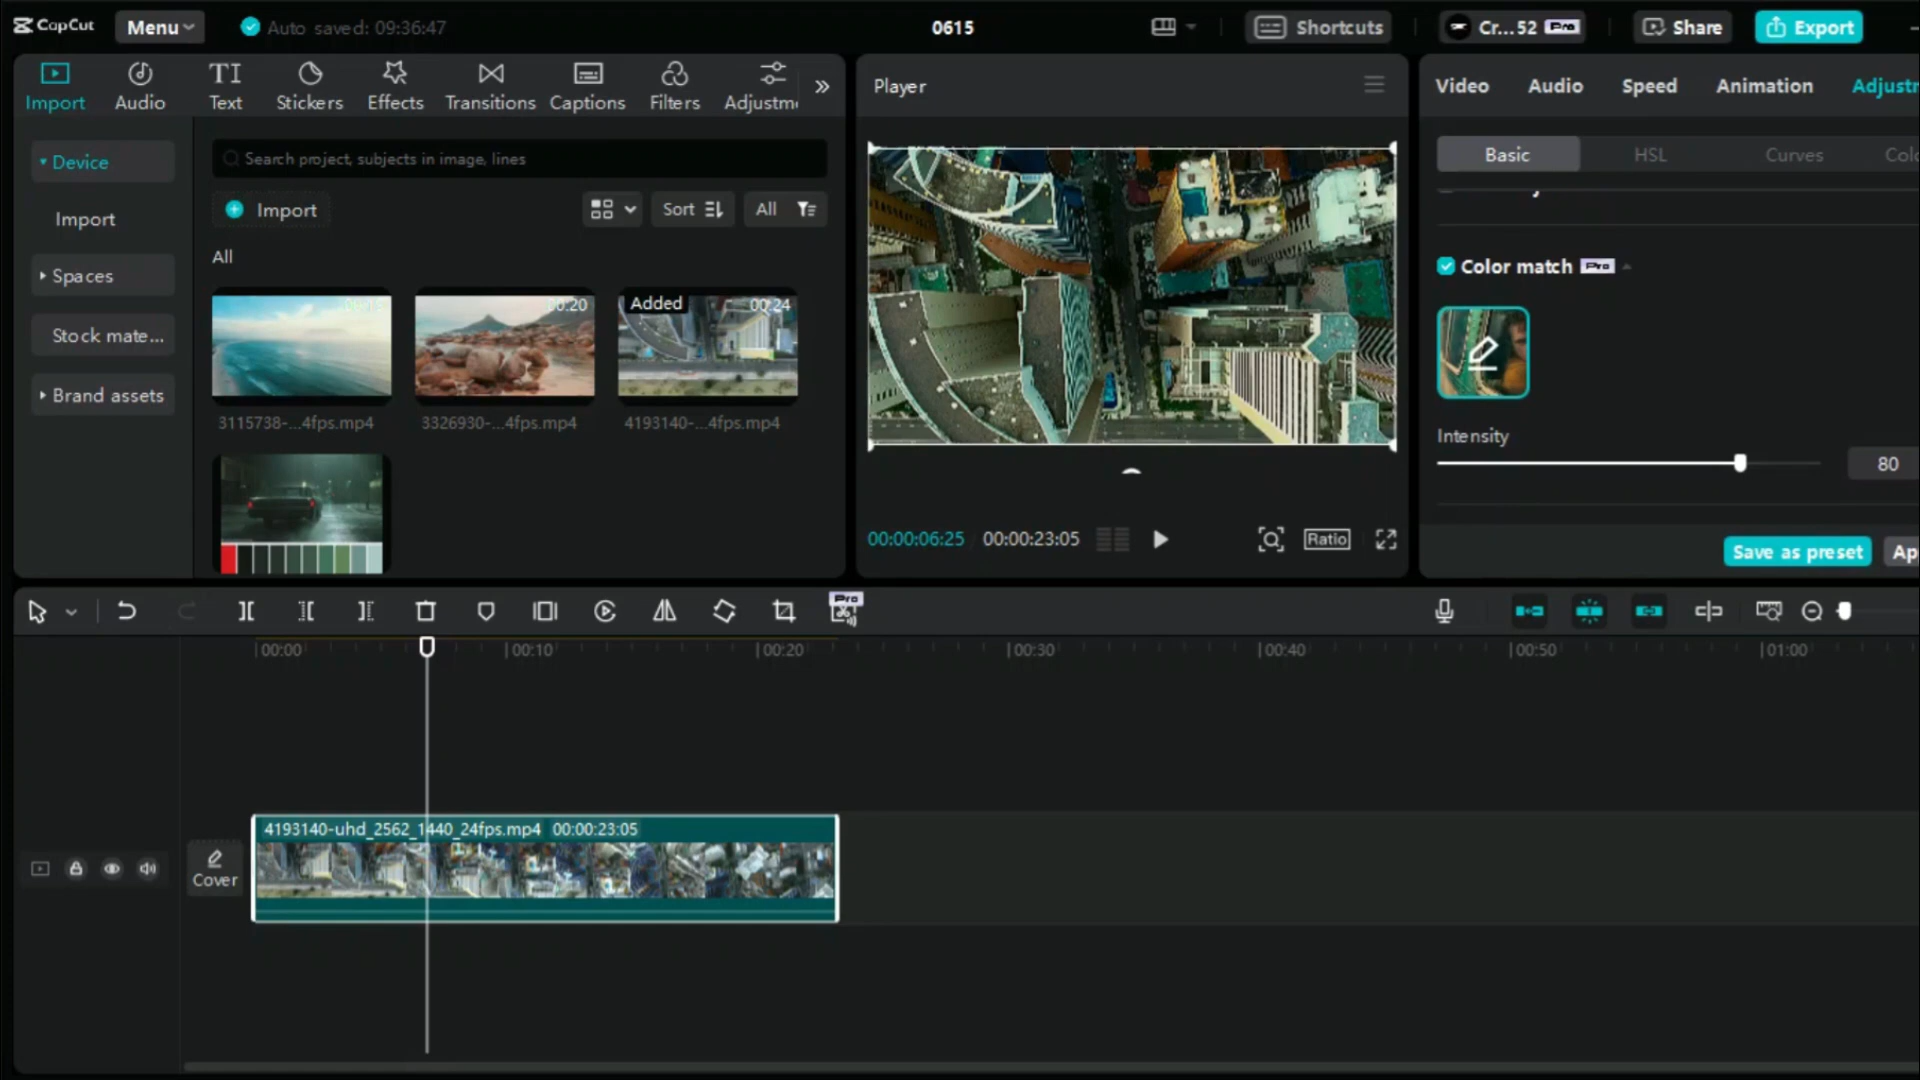 CapCut
Menu
Auto saved: 09:36:47
0615
Shortcuts
Cr...52 Pro
Share
Export
Import
Audio
Text
Stickers
Effects
Transitions
Captions
Filters
Adjustm
Player
Video
Audio
Speed
Animation
Adjustm
Device
Import
Spaces
Stock mate...
Brand assets
Search project, subjects in image, lines
Import
Sort
All
All
00:20
Added
00:24
3115738-...4fps.mp4
3326930-...4fps.mp4
4193140-...4fps.mp4
Basic
HSL
Curves
Colo
Color match Pro
Intensity
80
00:00:06:25
00:00:23:05
Ratio
Save as preset
Ap
Pro
00:00
00:10
00:20
00:30
00:40
00:50
01:00
4193140-uhd_2562_1440_24fps.mp4 00:00:23:05
Cover